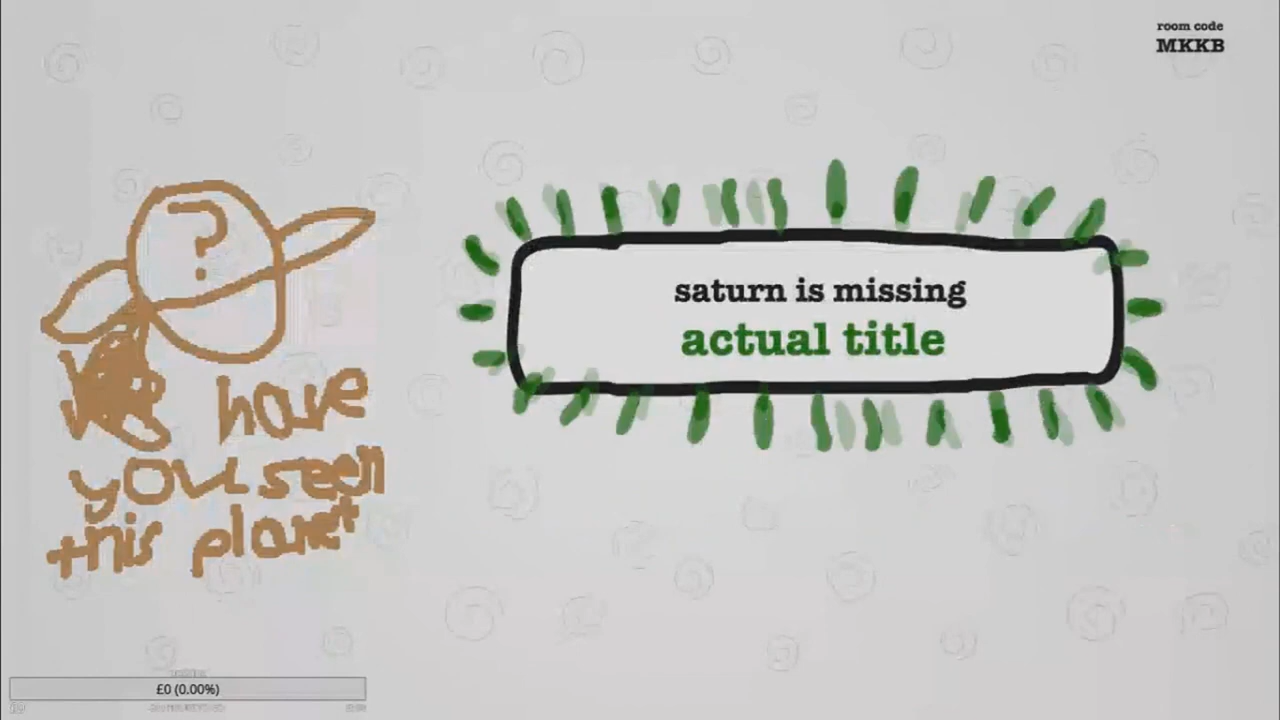 room code
MKKB
?
saturn is missing
actual title
have
you seen
this planet
£0 (0.00%)